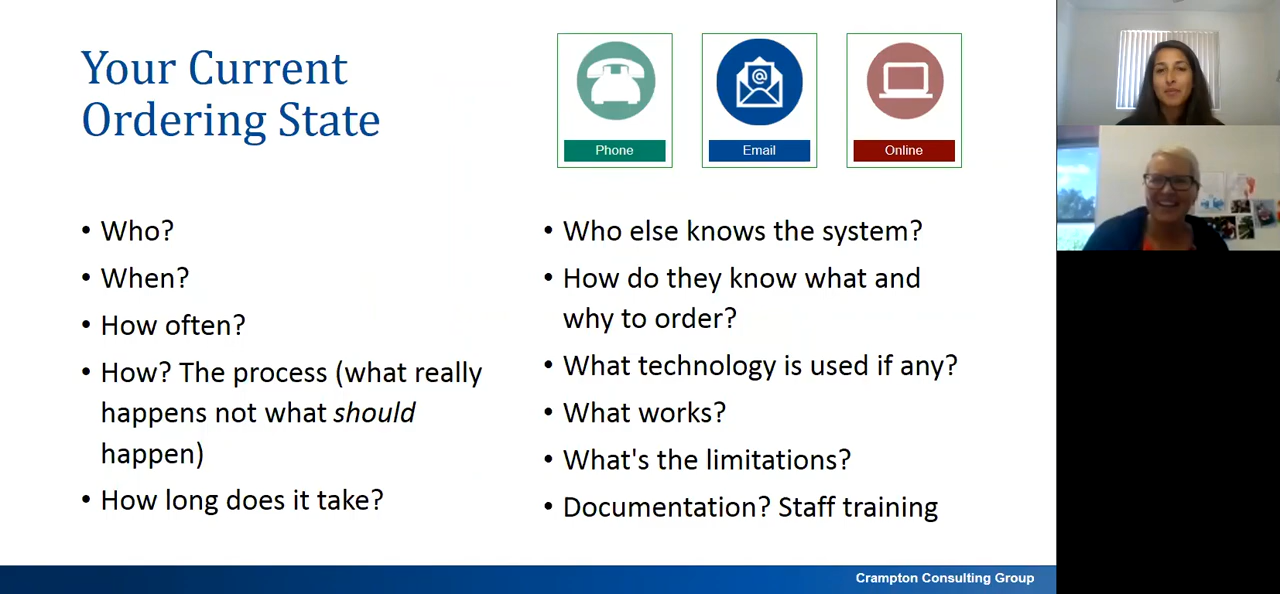 Your Current
Ordering State
Phone
Email
Online
• Who?
• When?
• How often?
• How? The process (what really
happens not what should
happen)
• How long does it take?
• Who else knows the system?
• How do they know what and
why to order?
• What technology is used if any?
• What works?
• What's the limitations?
• Documentation? Staff training
Crampton Consulting Group